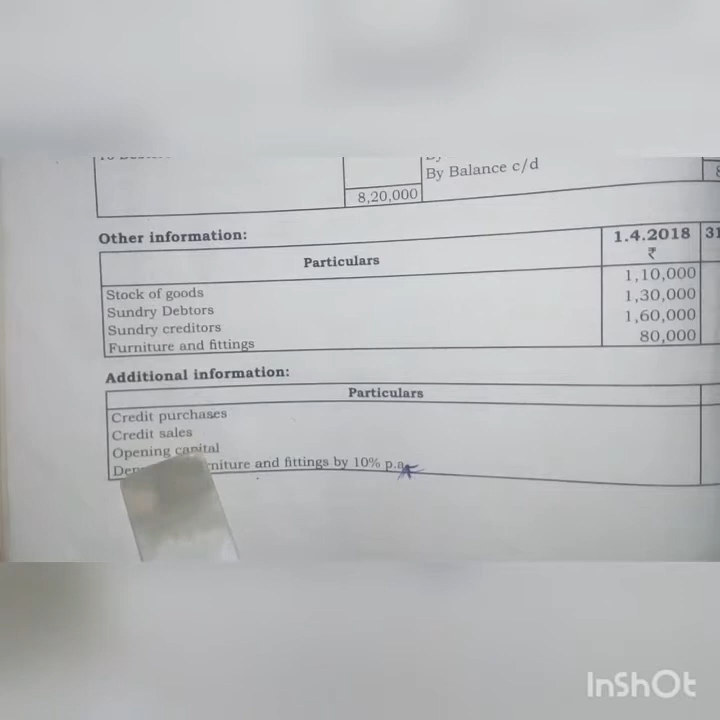 By Balance c/d
8,20,000
Other information:
Particulars 1.4.2018 31
₹
Stock of goods 1,10,000
Sundry Debtors 1,30,000
Sundry creditors 1,60,000
Furniture and fittings 80,000
Additional information:
Particulars
Credit purchases
Credit sales
Opening capital
fittings by 10% p.a.
InShOt